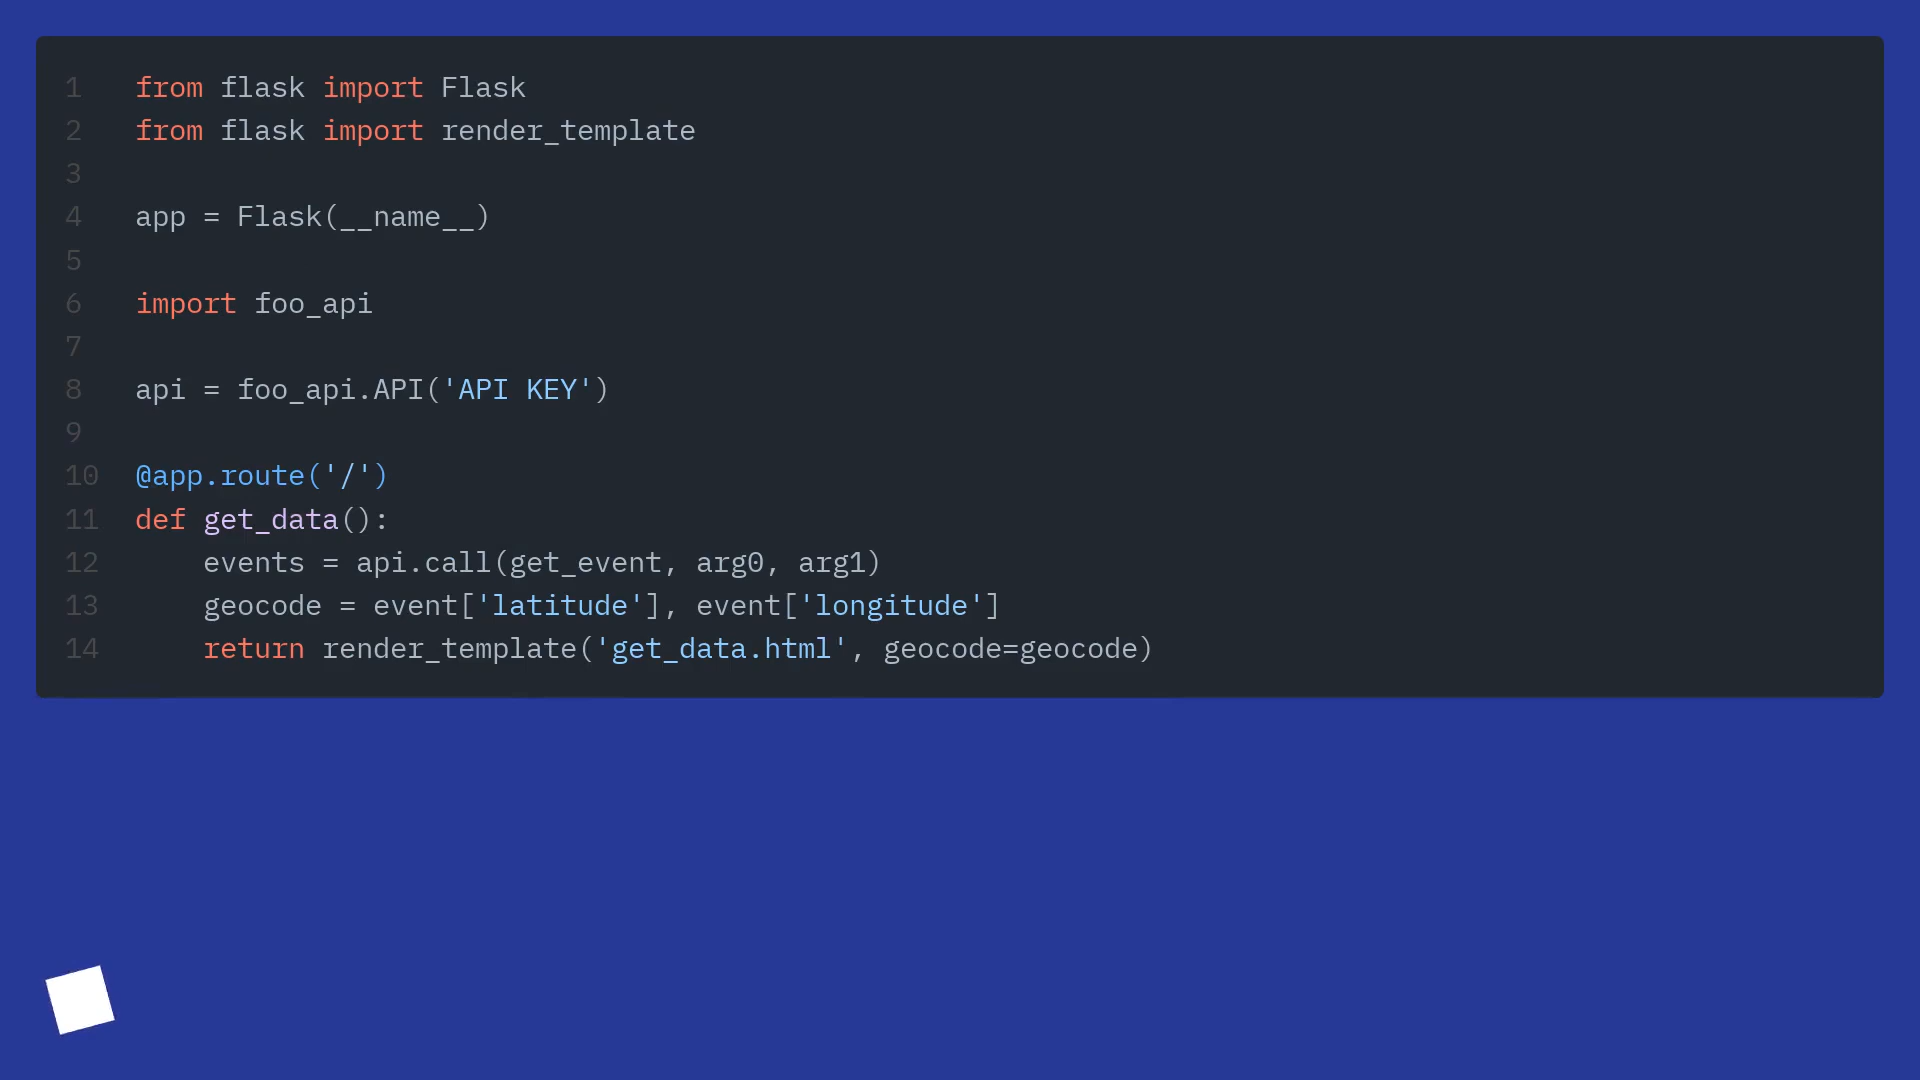 1 from flask import Flask
2 from flask import render_template
3
4 app = Flask(__name__)
5
6 import foo_api
7
8 api = foo_api.API('API KEY')
9
10 @app.route('/')
11 def get_data():
12     events = api.call(get_event, arg0, arg1)
13     geocode = event['latitude'], event['longitude']
14     return render_template('get_data.html', geocode=geocode)